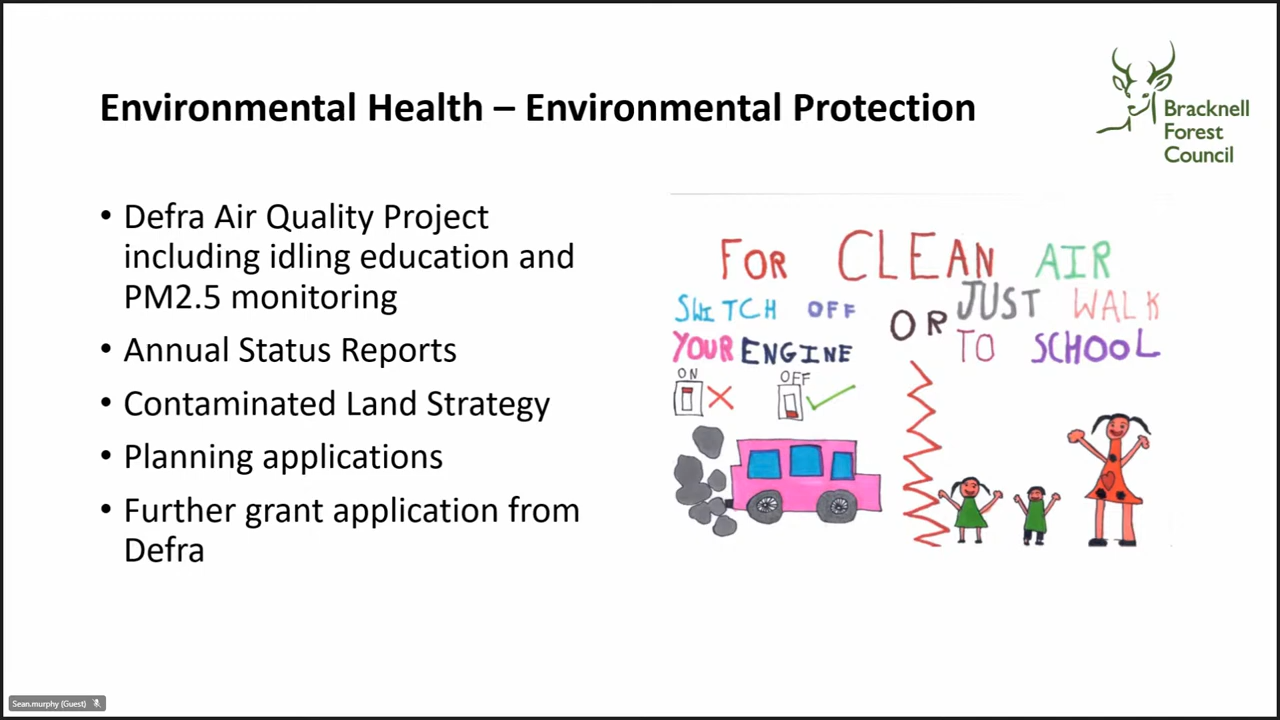 Environmental Health – Environmental Protection
Bracknell
Forest
Council
• Defra Air Quality Project
including idling education and
PM2.5 monitoring
• Annual Status Reports
• Contaminated Land Strategy
• Planning applications
• Further grant application from
Defra
FOR CLEAN AIR
SWITCH OFF
YOUR ENGINE
OR JUST WALK
TO SCHOOL
ON
OFF
Sean.murphy (Guest)